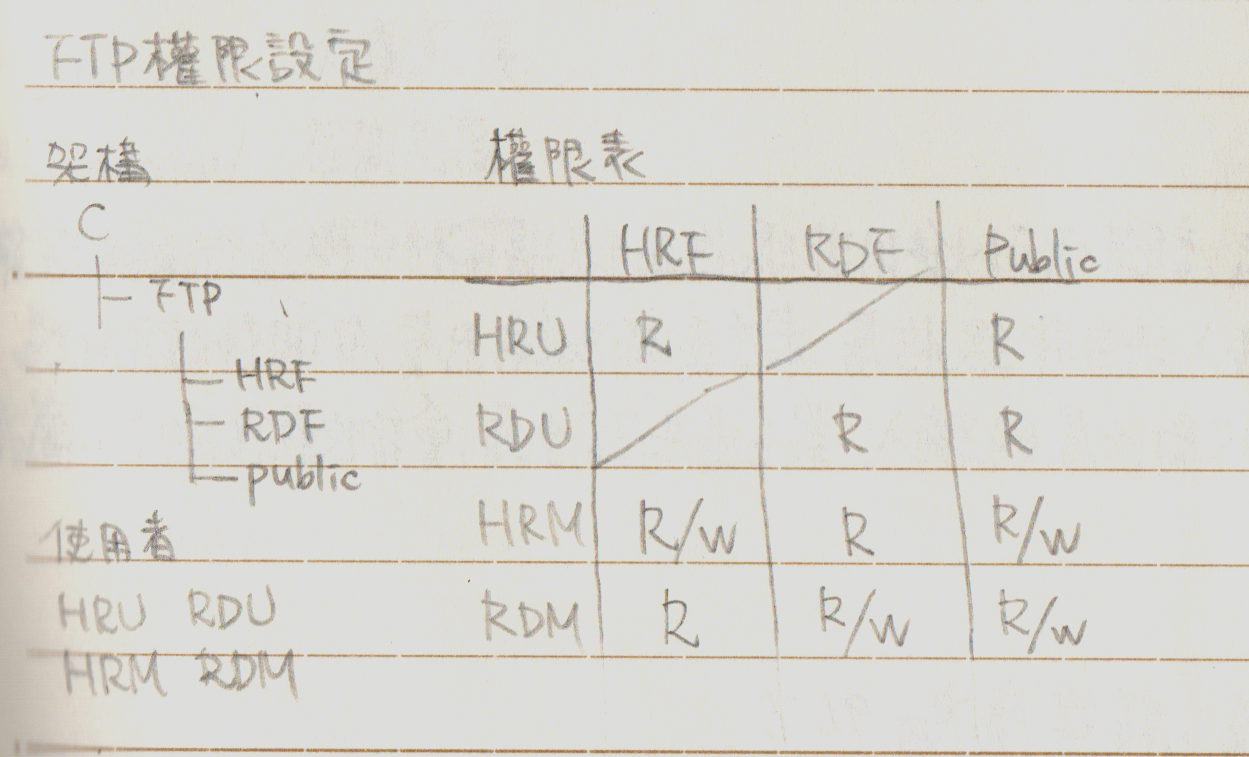 FTP權限設定
架構
C
FTP
HRF
RDF
public
使用者
HRU RDU
HRM RDM
權限表
HRF RDF Public
HRU R R
RDU R R
HRM R/W R R/W
RDM R R/W R/W